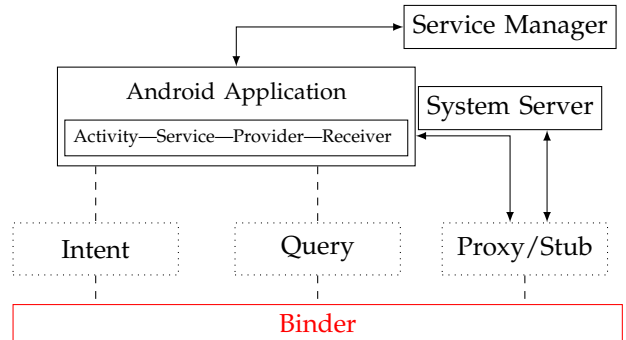 Service Manager
Android Application
System Server
Activity—Service—Provider—Receiver
Intent
Query
Proxy/Stub
Binder